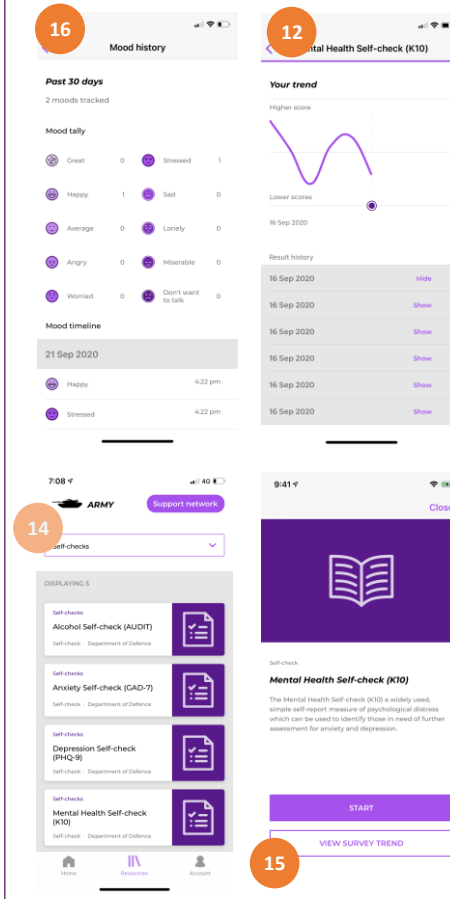 16
Mood history
Past 30 days
2 moods tracked
Mood tally
Great 0 Stressed 1
Happy 1 Sad 0
Average 0 Lonely 0
Angry 0 Miserable 0
Worried 0 Don't want to talk 0
Mood timeline
21 Sep 2020
Happy 4:22 pm
Stressed 4:22 pm
12
ntal Health Self-check (K10)
Your trend
Higher score
Lower scores
16 Sep 2020
Result history
16 Sep 2020 Hide
16 Sep 2020 Show
16 Sep 2020 Show
16 Sep 2020 Show
16 Sep 2020 Show
16 Sep 2020 Show
7:08 4G
ARMY Support network
14
Self-checks
DISPLAYING 5
Self-checks
Alcohol Self-check (AUDIT)
Self-check - Department of Defence
Self-checks
Anxiety Self-check (GAD-7)
Self-check - Department of Defence
Self-checks
Depression Self-check
(PHQ-9)
Self-check - Department of Defence
Self-checks
Mental Health Self-check
(K10)
Self-check - Department of Defence
Home Resources Account
9:41
Close
Self-check
Mental Health Self-check (K10)
The Mental Health Self-check (K10) a widely used,
simple self-report measure of psychological distress
which can be used to identify those in need of further
assessment for anxiety and depression.
START
VIEW SURVEY TREND
15